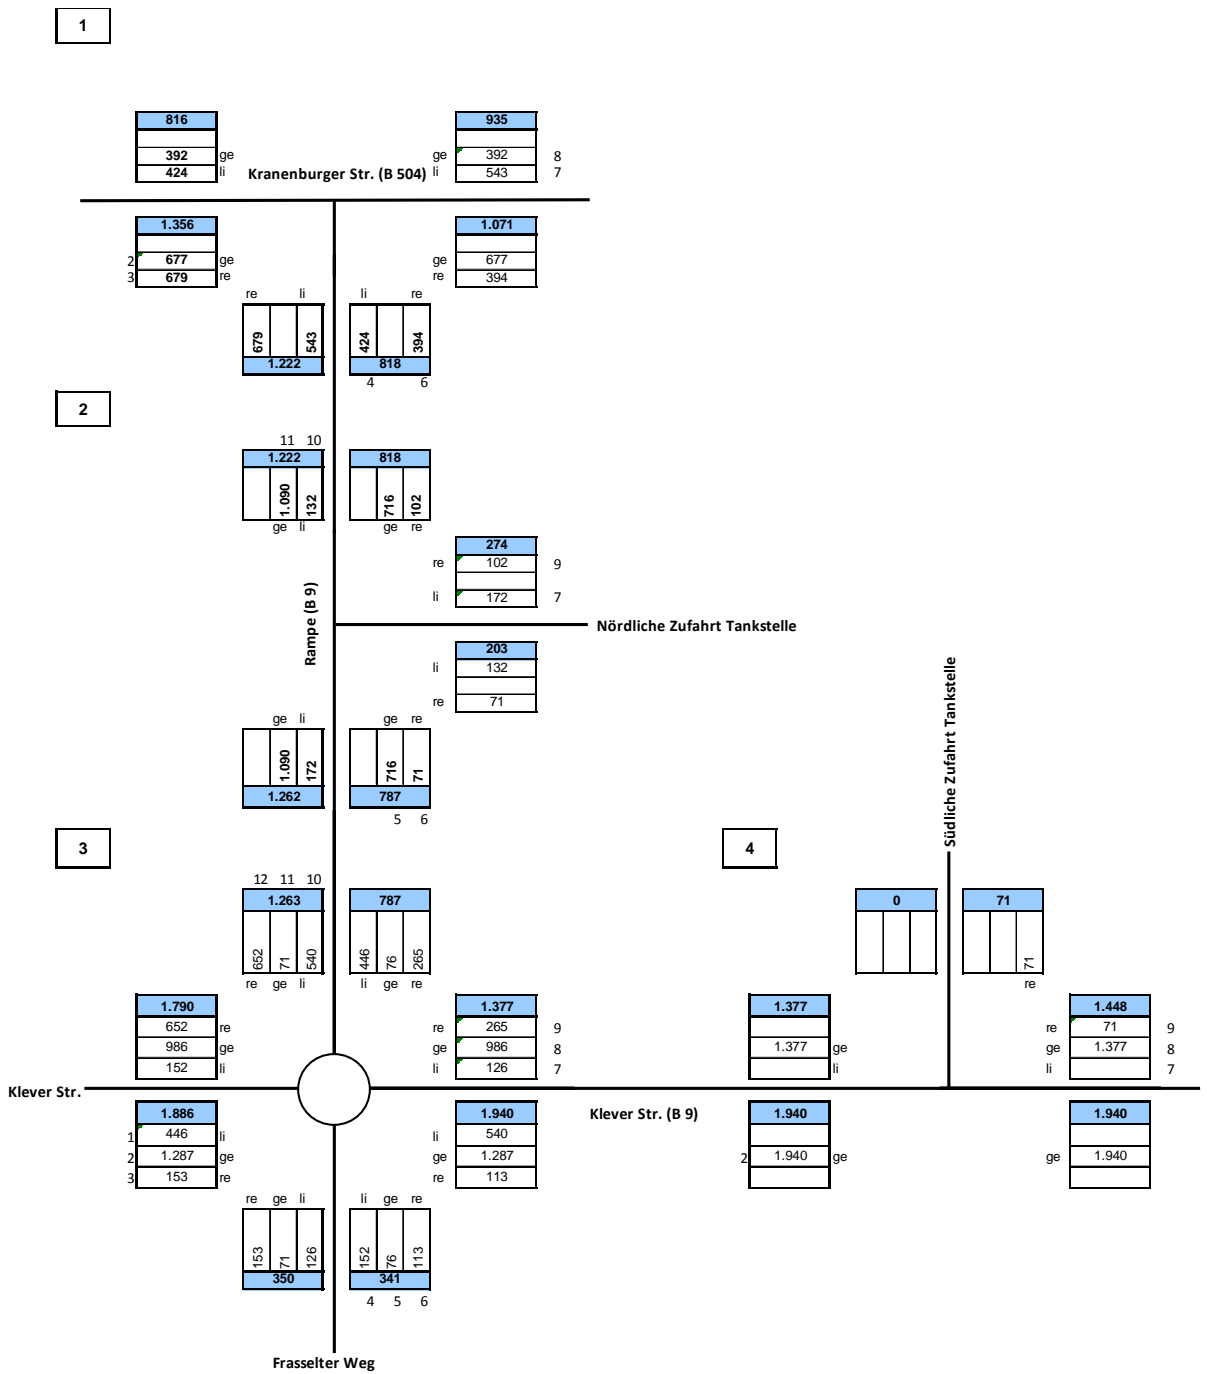 1
816 935
392 ge ge 392 8
424 li Kranenburger Str. (B 504) li 543 7
1.356 1.071
2 677 ge ge 677
3 679 re re 394
re li li re
679 543 424 394
1.222 818
4 6
2
11 10
1.222 818
1.090 132 716 102
ge li ge re
274
re 102 9
li 172 7
Rampe (B 9)
Nördliche Zufahrt Tankstelle
203
li 132
re 71
ge li ge re
1.090 172 716 71
1.262 787
5 6
Südliche Zufahrt Tankstelle
3 4
12 11 10
1.263 787 0 71
652 71 540 446 76 265 71
re ge li li ge re re
1.790 1.377 1.377 1.448
652 re re 265 9 re 71 9
986 ge ge 986 8 1.377 ge ge 1.377 8
152 li li 126 7 li li 7
Klever Str.
1.886 1.940 Klever Str. (B 9) 1.940 1.940
1 446 li li 540
2 1.287 ge ge 1.287 2 1.940 ge ge 1.940
3 153 re re 113
re ge li li ge re
153 71 126 152 76 113
350 341
4 5 6
Frasselter Weg